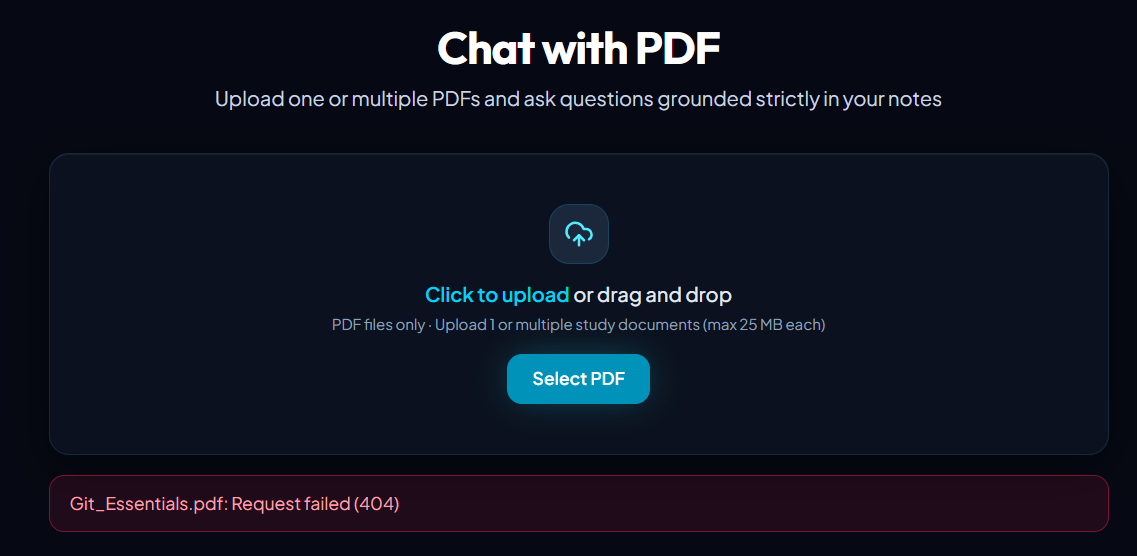 Chat with PDF
Upload one or multiple PDFs and ask questions grounded strictly in your notes
Click to upload or drag and drop
PDF files only · Upload 1 or multiple study documents (max 25 MB each)
Select PDF
Git_Essentials.pdf: Request failed (404)